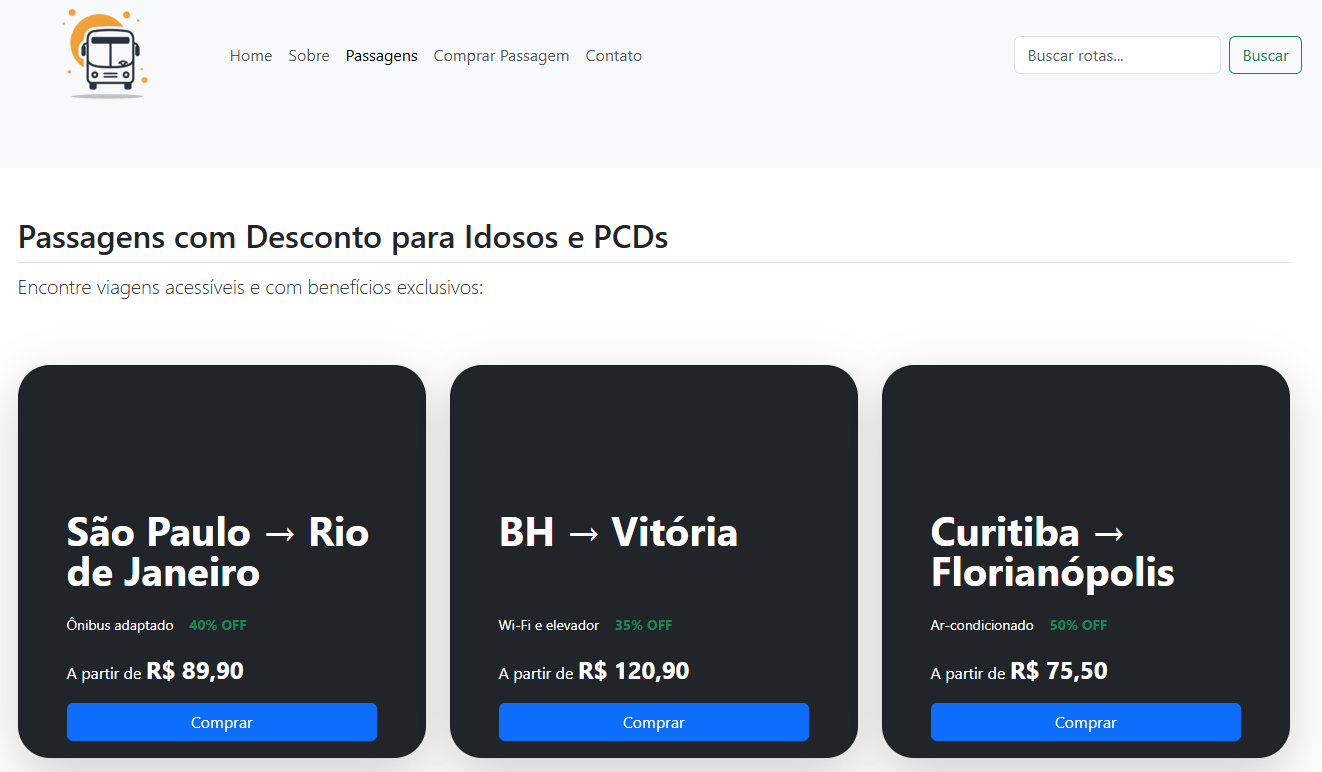 Home Sobre Passagens Comprar Passagem Contato Buscar rotas... Buscar
Passagens com Desconto para Idosos e PCDs
Encontre viagens acessíveis e com benefícios exclusivos:
São Paulo → Rio
de Janeiro
Ônibus adaptado 40% OFF
A partir de R$ 89,90
Comprar
BH → Vitória
Wi-Fi e elevador 35% OFF
A partir de R$ 120,90
Comprar
Curitiba →
Florianópolis
Ar-condicionado 50% OFF
A partir de R$ 75,50
Comprar